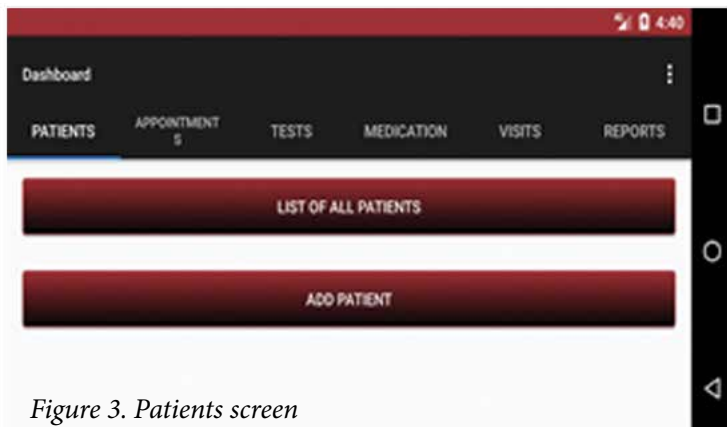 4:40
Dashboard
PATIENTS APPOINTMENT
S TESTS MEDICATION VISITS REPORTS
LIST OF ALL PATIENTS
ADD PATIENT
Figure 3. Patients screen